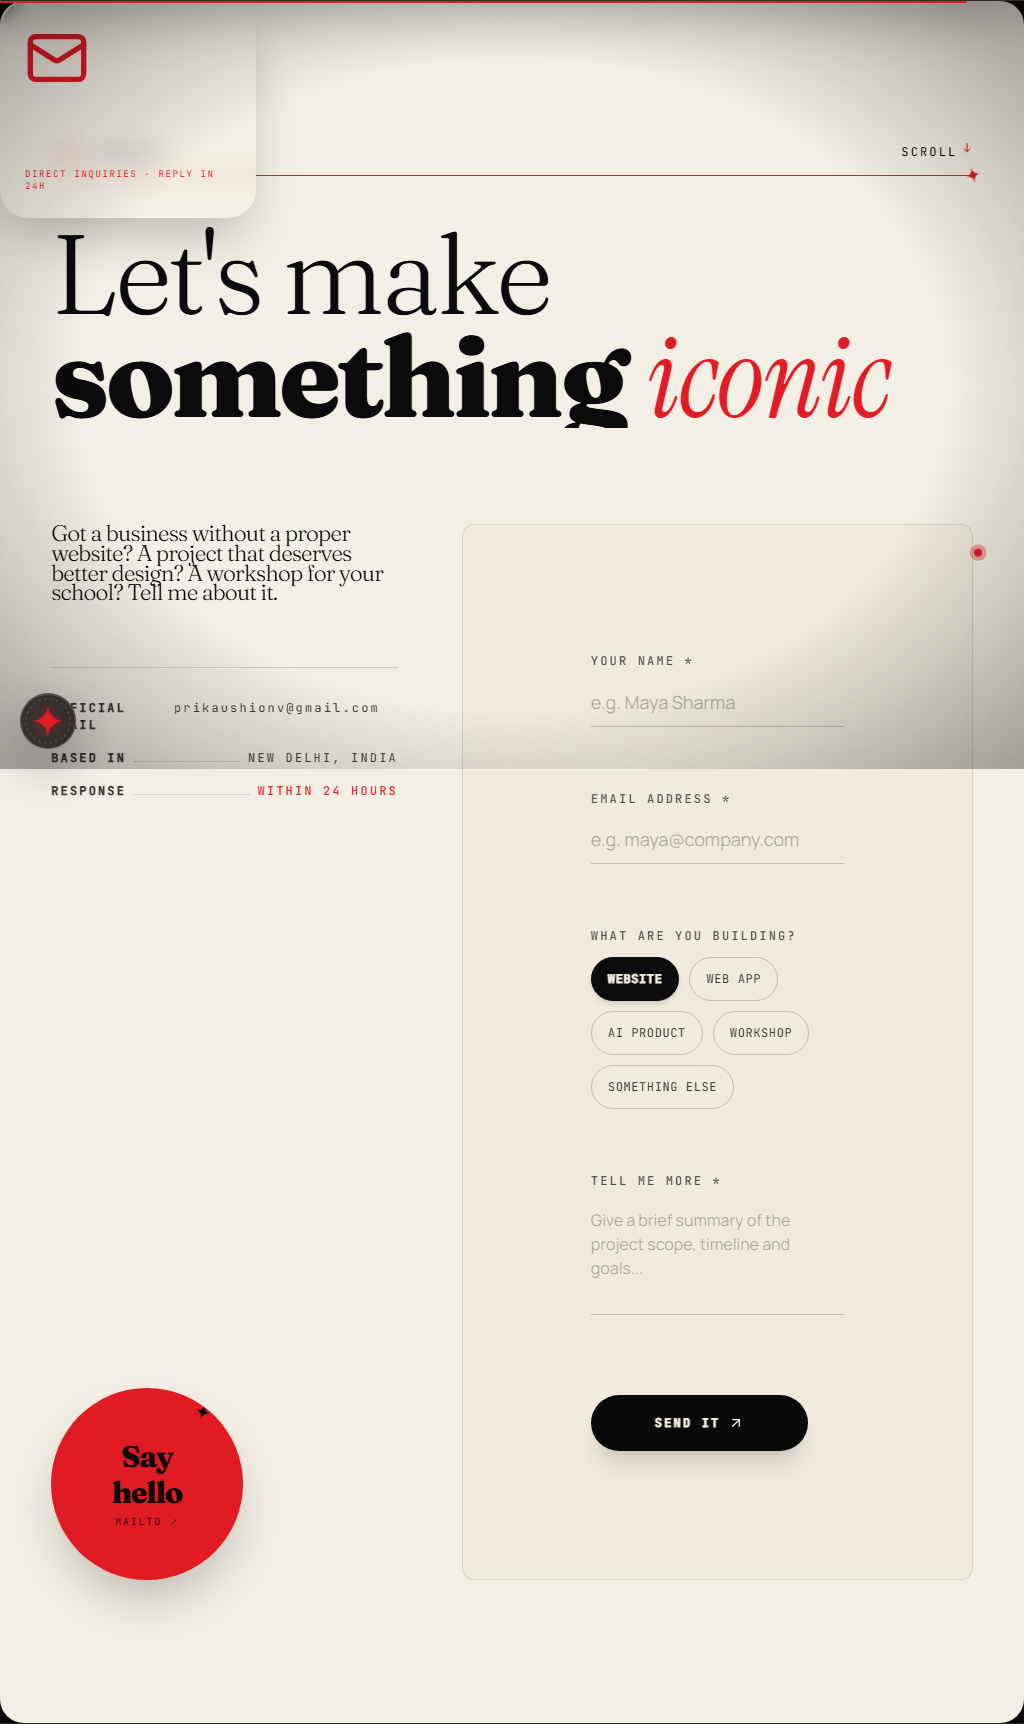 DIRECT INQUIRIES · REPLY IN
24H
SCROLL ↓
Let's make
something iconic
Got a business without a proper
website? A project that deserves
better design? A workshop for your
school? Tell me about it.
prikaushionv@gmail.com
BASED IN NEW DELHI, INDIA
RESPONSE WITHIN 24 HOURS
YOUR NAME *
e.g. Maya Sharma
EMAIL ADDRESS *
e.g. maya@company.com
WHAT ARE YOU BUILDING?
WEBSITE WEB APP
AI PRODUCT WORKSHOP
SOMETHING ELSE
TELL ME MORE *
Give a brief summary of the
project scope, timeline and
goals...
SEND IT ↗
Say
hello
MAILTO ↗